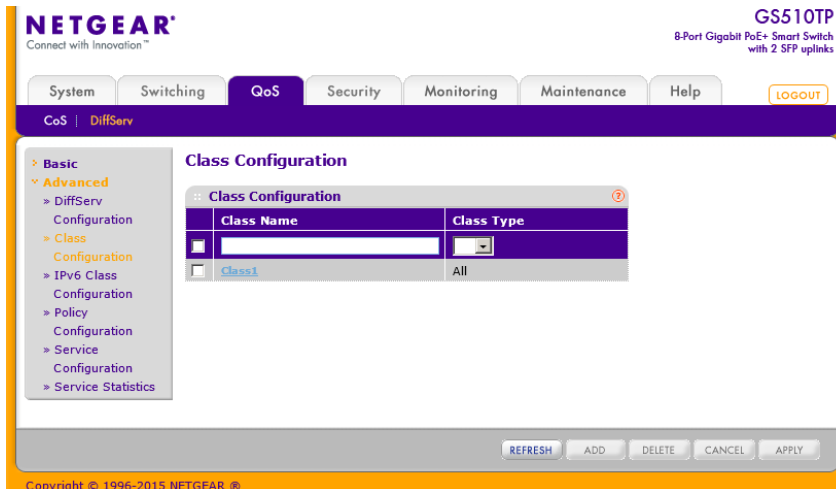 NETGEAR®
Connect with Innovation™
GS510TP
8-Port Gigabit PoE+ Smart Switch
with 2 SFP uplinks
System
Switching
QoS
Security
Monitoring
Maintenance
Help
LOGOUT
CoS | DiffServ
Basic
Advanced
» DiffServ
Configuration
» Class
Configuration
» IPv6 Class
Configuration
» Policy
Configuration
» Service
Configuration
» Service Statistics
Class Configuration
Class Configuration
?
Class Name
Class Type
Class1
All
REFRESH
ADD
DELETE
CANCEL
APPLY
Copyright © 1996-2015 NETGEAR ®